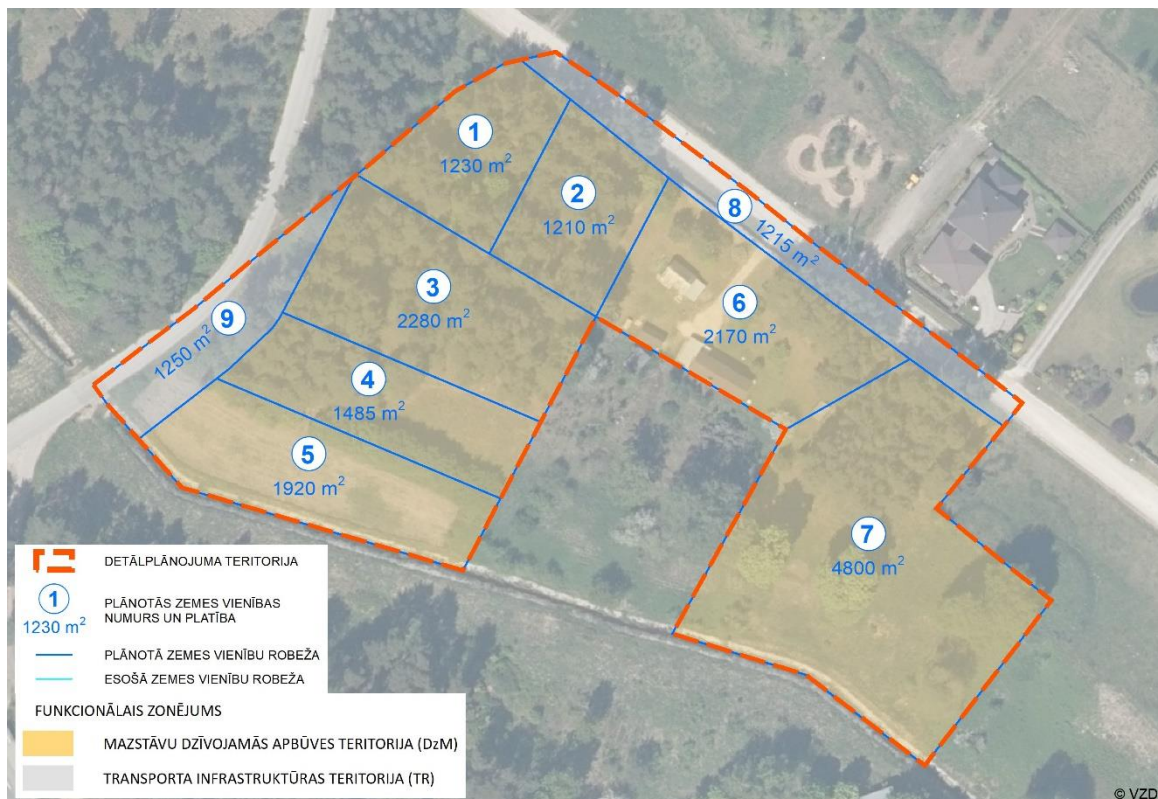 1
1230 m²
2
1210 m²
8
1215 m²
3
2280 m²
9
1250 m²
6
2170 m²
4
1485 m²
5
1920 m²
7
4800 m²
DETĀLPLĀNOJUMA TERITORIJA
1
1230 m²
PLĀNOTĀS ZEMES VIENĪBAS
NUMURS UN PLATĪBA
PLĀNOTĀ ZEMES VIENĪBU ROBEŽA
ESOŠĀ ZEMES VIENĪBU ROBEŽA
FUNKCIONĀLAIS ZONĒJUMS
MAZSTĀVU DZĪVOJAMĀS APBŪVES TERITORIJA (DzM)
TRANSPORTA INFRASTRUKTŪRAS TERITORIJA (TR)
© VZD